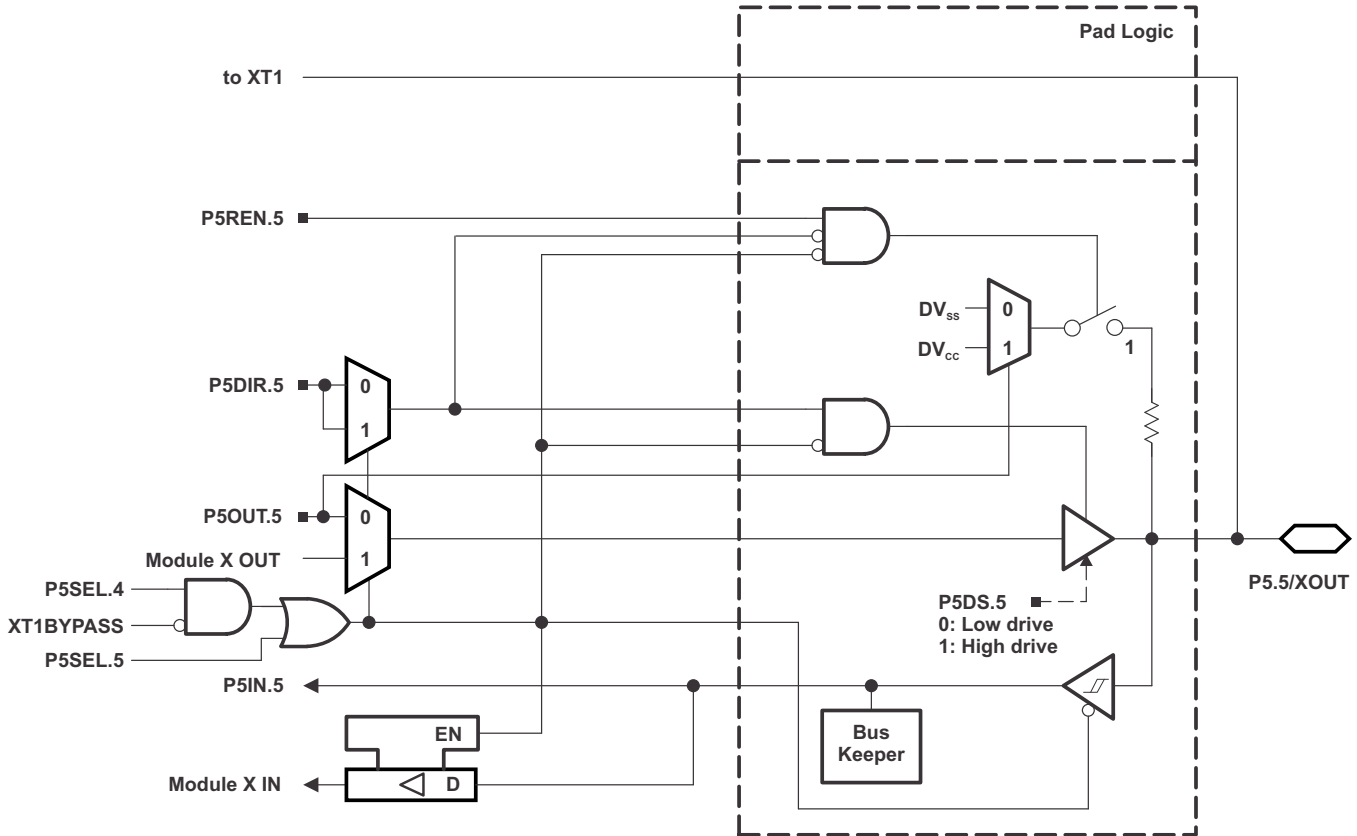 Pad Logic
to XT1
P5REN.5
DVss
0
DVcc
1
1
P5DIR.5
0
1
P5OUT.5
0
Module X OUT
1
P5SEL.4
XT1BYPASS
P5SEL.5
P5.5/XOUT
P5DS.5
0: Low drive
1: High drive
P5IN.5
Bus
Keeper
EN
Module X IN
D